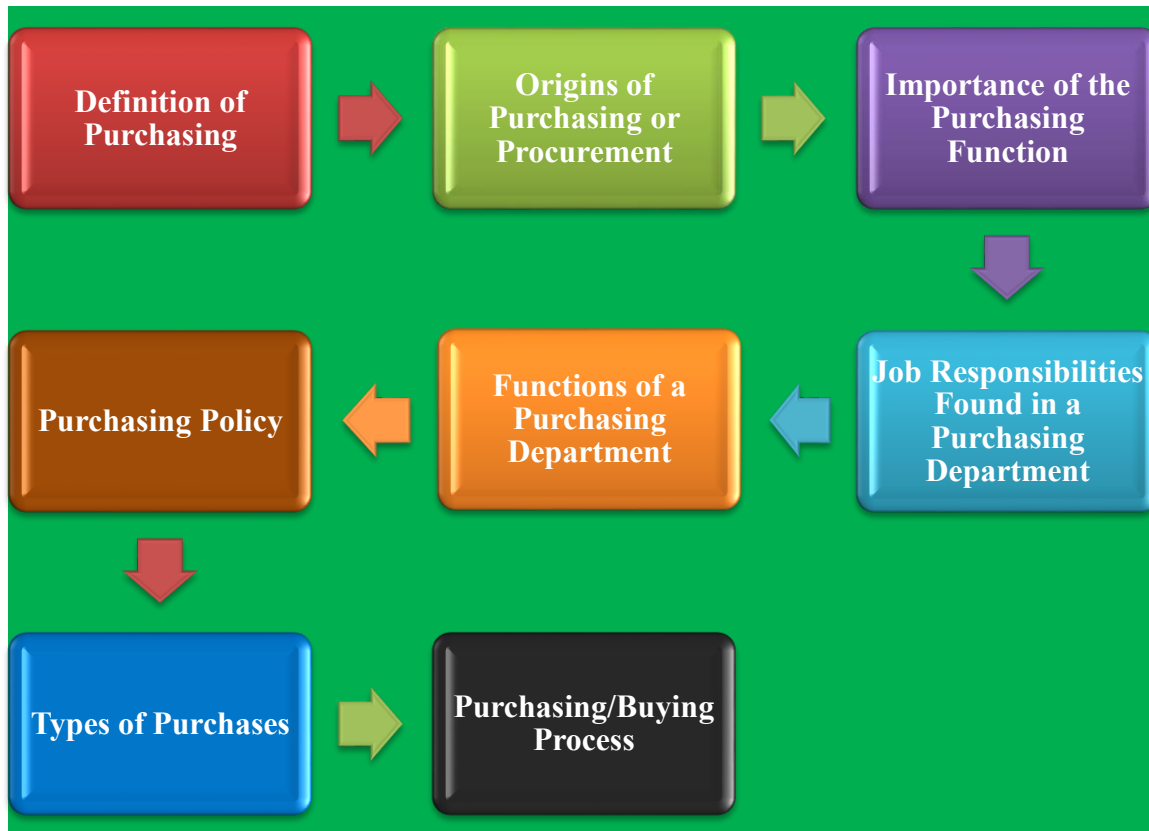 Definition of
Purchasing
Origins of
Purchasing or
Procurement
Importance of the
Purchasing
Function
Job Responsibilities
Found in a
Purchasing
Department
Functions of a
Purchasing
Department
Purchasing Policy
Types of Purchases
Purchasing/Buying
Process